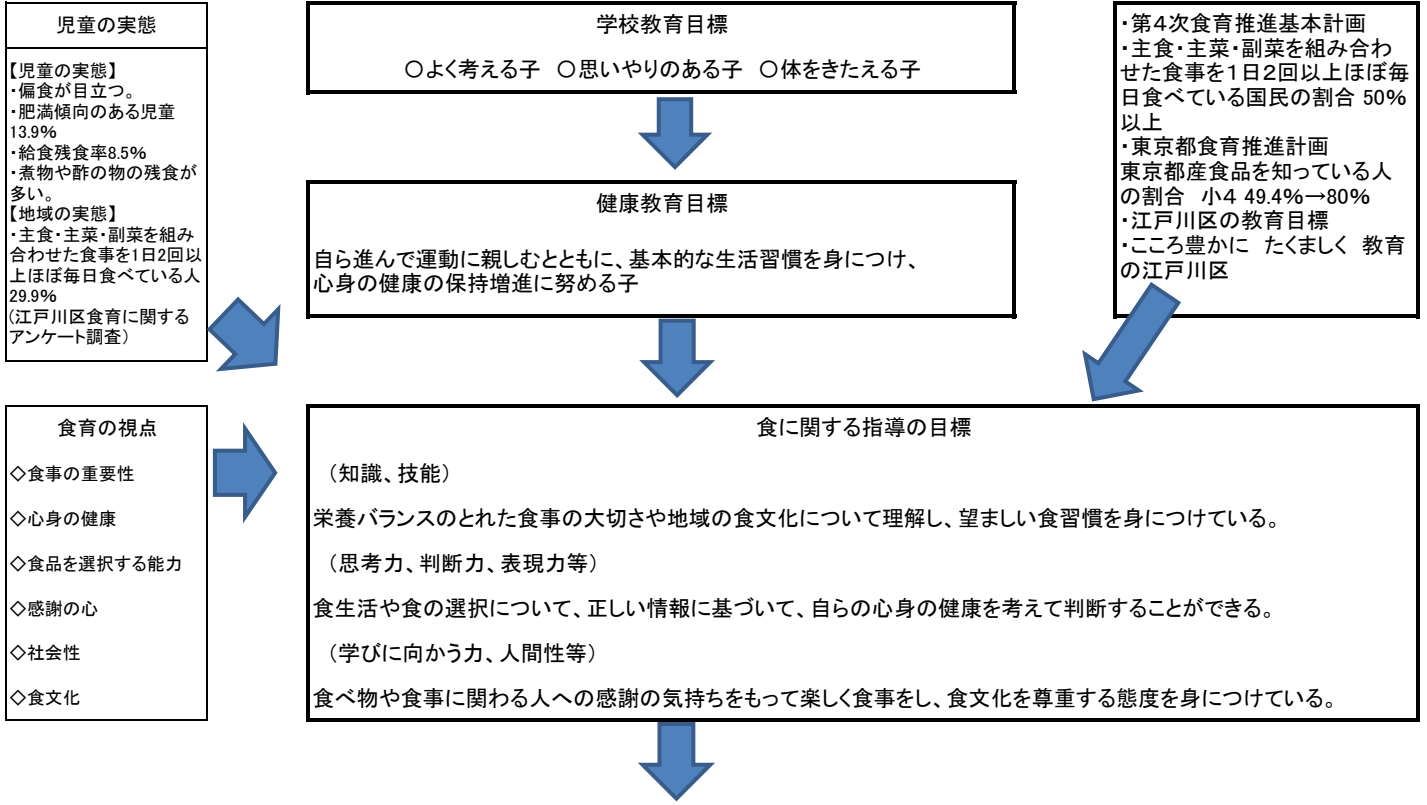 児童の実態
【児童の実態】
・偏食が目立つ。
・肥満傾向のある児童
13.9%
・給食残食率8.5%
・煮物や酢の物の残食が
多い。
【地域の実態】
・主食・主菜・副菜を組み
合わせた食事を1日2回以
上ほぼ毎日食べている人
29.9%
(江戸川区食育に関する
アンケート調査)
学校教育目標
〇よく考える子　〇思いやりのある子　〇体をきたえる子
健康教育目標
自ら進んで運動に親しむとともに、基本的な生活習慣を身につけ、
心身の健康の保持増進に努める子
・第４次食育推進基本計画
・主食・主菜・副菜を組み合わ
せた食事を１日２回以上ほぼ毎
日食べている国民の割合 50%
以上
・東京都食育推進計画
東京都産食品を知っている人
の割合　小４ 49.4%→80%
・江戸川区の教育目標
・こころ豊かに　たくましく　教育
の江戸川区
食育の視点
◇食事の重要性
◇心身の健康
◇食品を選択する能力
◇感謝の心
◇社会性
◇食文化
食に関する指導の目標
（知識、技能）
栄養バランスのとれた食事の大切さや地域の食文化について理解し、望ましい食習慣を身につけている。
（思考力、判断力、表現力等）
食生活や食の選択について、正しい情報に基づいて、自らの心身の健康を考えて判断することができる。
（学びに向かう力、人間性等）
食べ物や食事に関わる人への感謝の気持ちをもって楽しく食事をし、食文化を尊重する態度を身につけている。